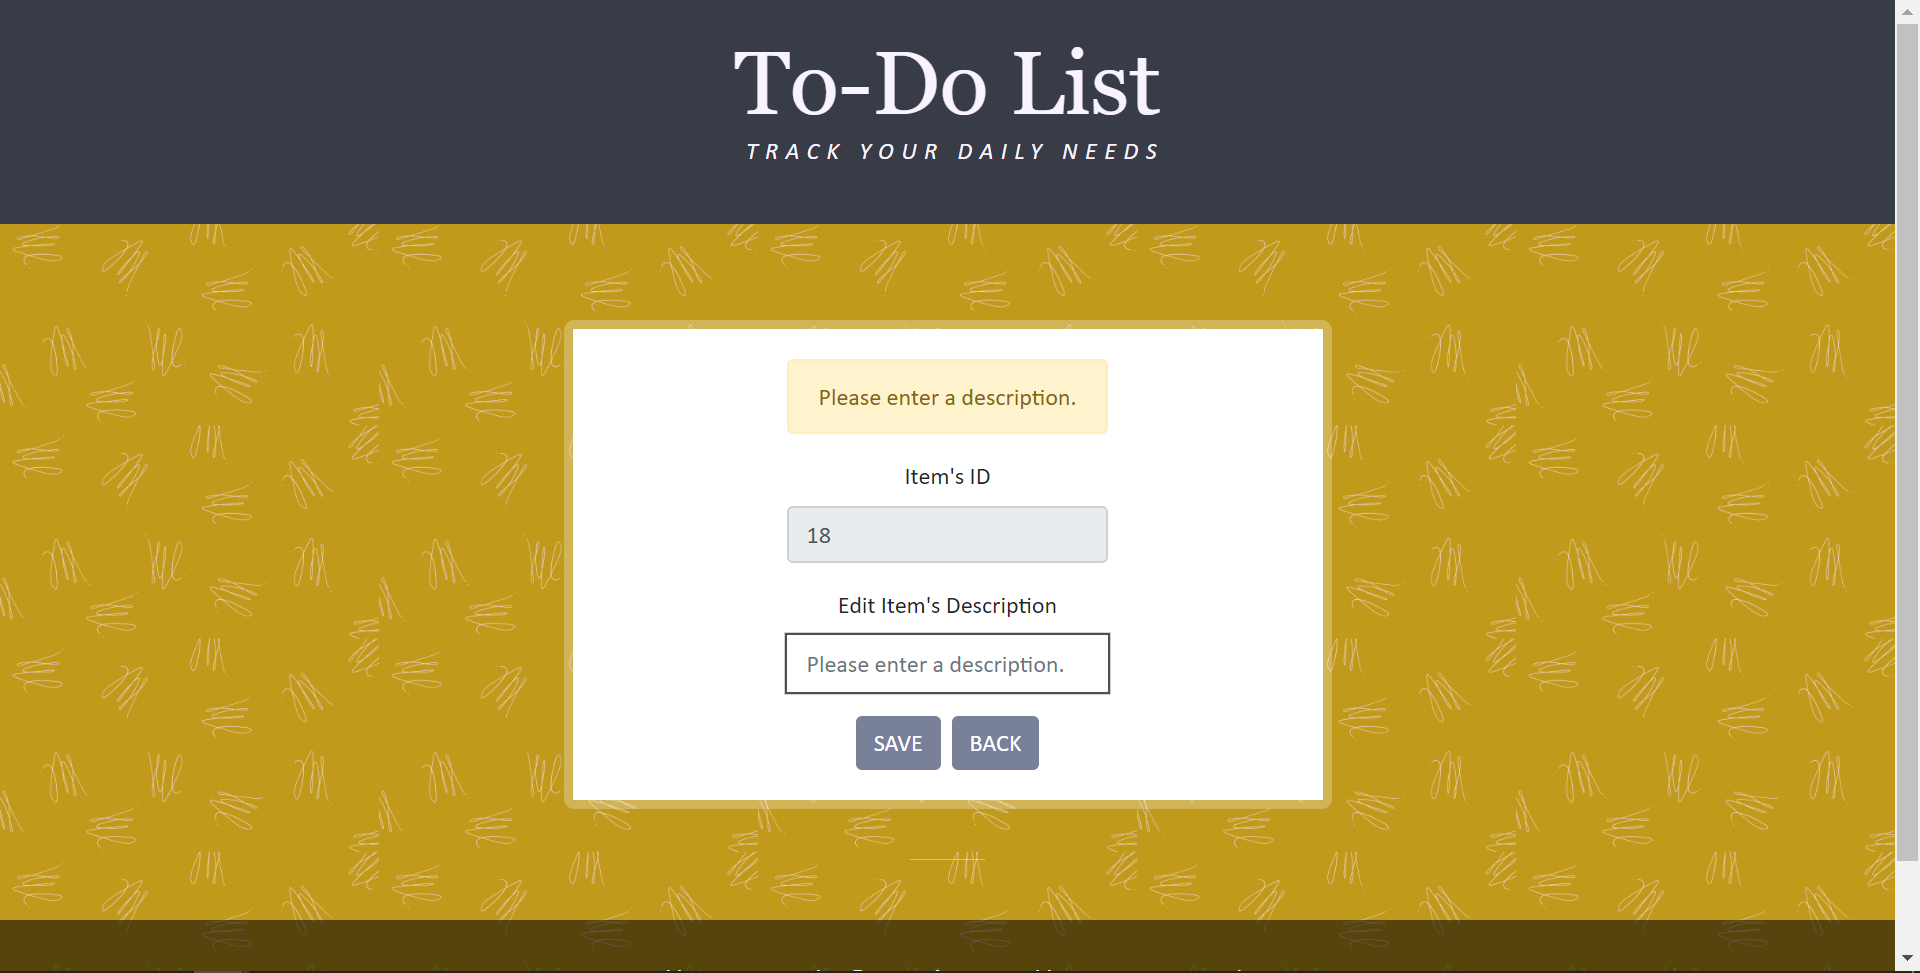 To-Do List
TRACK YOUR DAILY NEEDS
Please enter a description.
Item's ID
18
Edit Item's Description
Please enter a description.
SAVE BACK